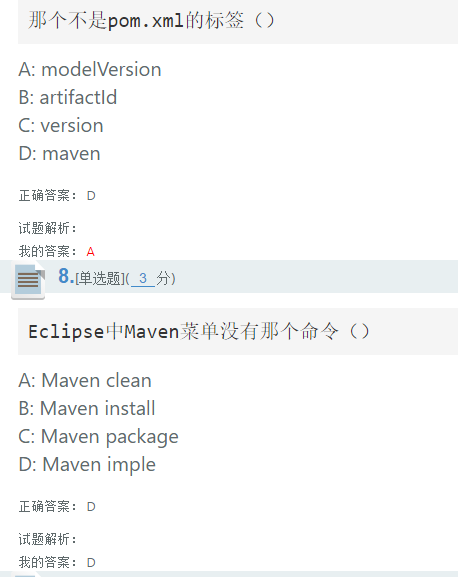 那个不是pom.xml的标签（）
A: modelVersion
B: artifactId
C: version
D: maven
正确答案： D
试题解析：
我的答案： A
8.[单选题]( 3 分)
Eclipse中Maven菜单没有那个命令（）
A: Maven clean
B: Maven install
C: Maven package
D: Maven imple
正确答案： D
试题解析：
我的答案： D